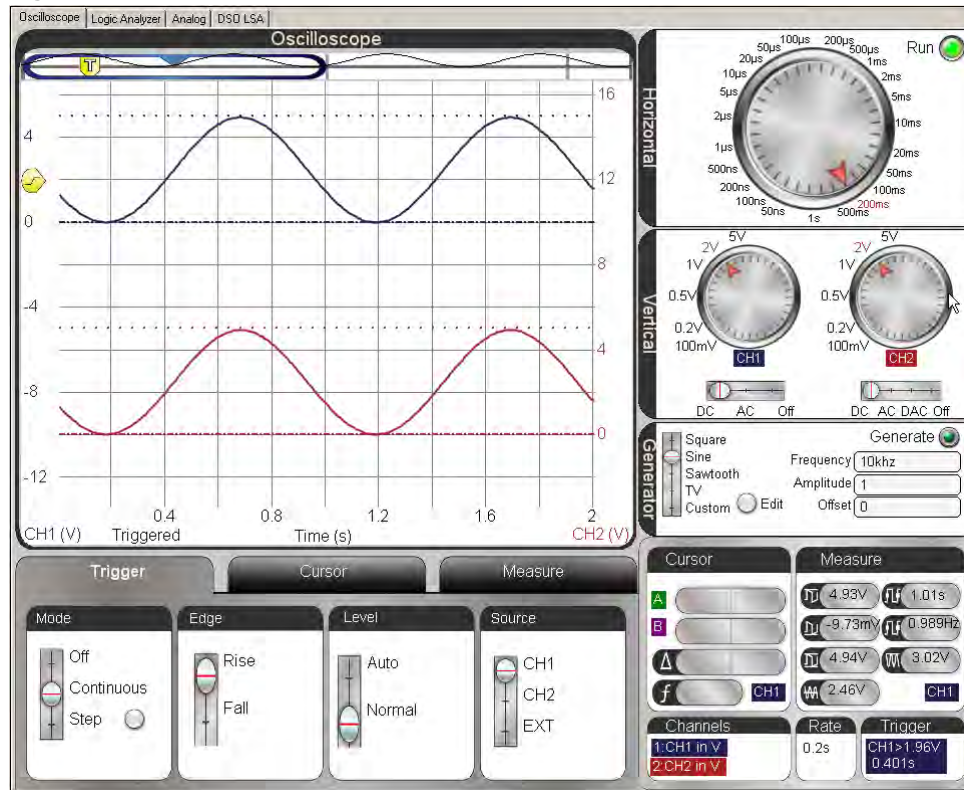 Oscilloscope Logic Analyzer Analog DSO LSA
Oscilloscope
T
16
4
12
0
8
-4
4
-8
0
-12
0.4 0.8 1.2 1.6 2
CH1 (V) Triggered Time (s) CH2 (V)
Horizontal
Run
1µs
2µs
5µs
10µs
20µs
50µs
100µs
200µs
500µs
1ms
2ms
5ms
10ms
20ms
50ms
100ms
200ms
500ms
1s
50ns
100ns
200ns
500ns
Vertical
5V
2V
1V
0.5V
0.2V
100mV
CH1
DC AC Off
5V
2V
1V
0.5V
0.2V
100mV
CH2
DC AC DAC Off
Generator
Square
Sine
Sawtooth
TV
Custom
Edit
Generate
Frequency 10khz
Amplitude 1
Offset 0
Trigger Cursor Measure
Mode
Off
Continuous
Step
Edge
Rise
Fall
Level
Auto
Normal
Source
CH1
CH2
EXT
Cursor
A
B
Δ
f CH1
Measure
4.93V 1.01s
-9.73mV 0.989Hz
4.94V 3.02V
2.46V CH1
Channels
1:CH1 in V
2:CH2 in V
Rate
0.2s
Trigger
CH1>1.96V
0.401s